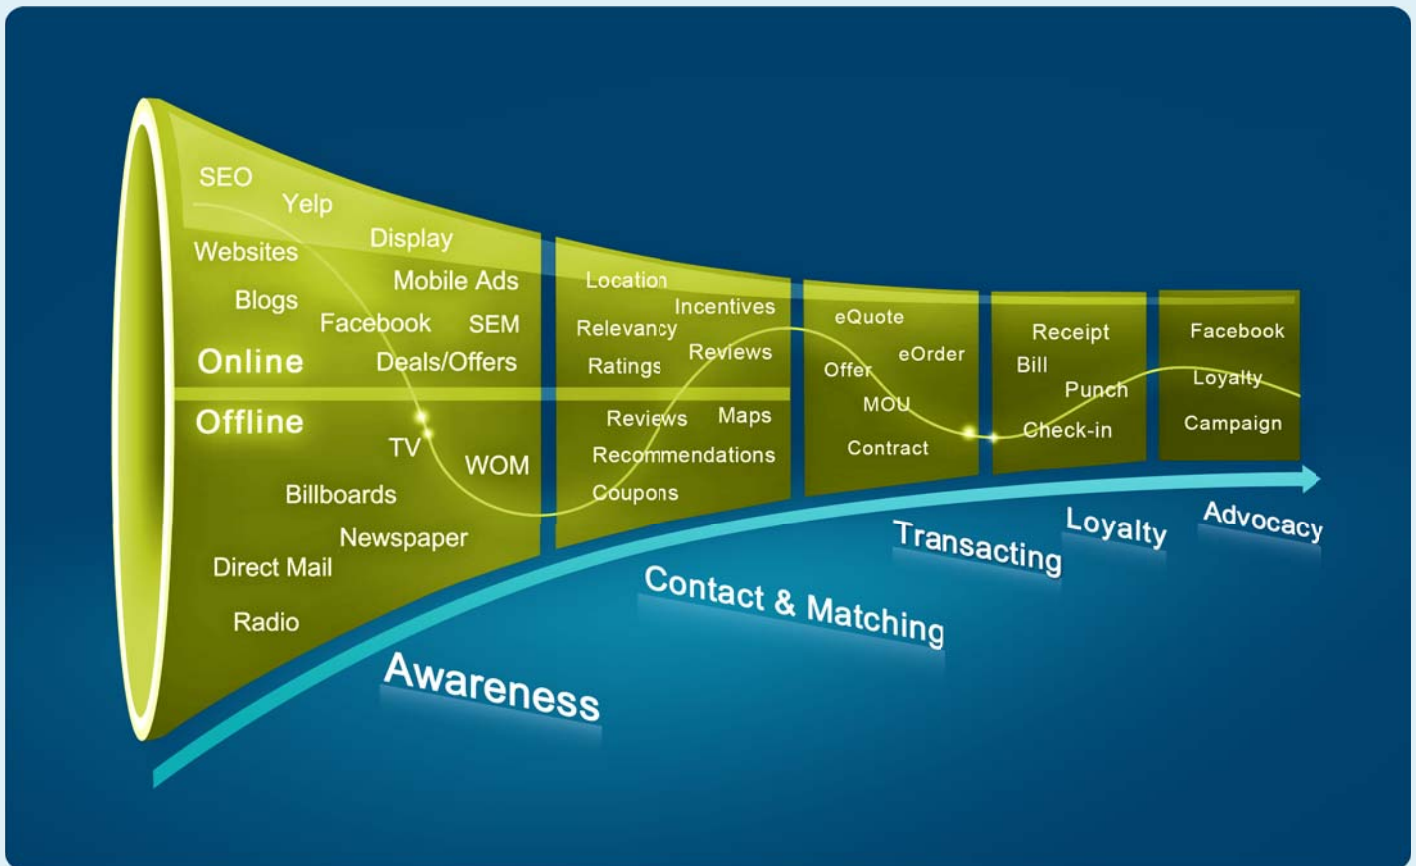 SEO
Yelp
Websites
Display
Mobile Ads
Blogs
Facebook
SEM
Online
Deals/Offers
Offline
TV
WOM
Billboards
Newspaper
Direct Mail
Radio
Location
Incentives
Relevancy
Reviews
Ratings
Reviews
Maps
Recommendations
Coupons
eQuote
eOrder
Offer
MOU
Contract
Receipt
Bill
Punch
Check-in
Facebook
Loyalty
Campaign
Awareness
Contact & Matching
Transacting
Loyalty
Advocacy